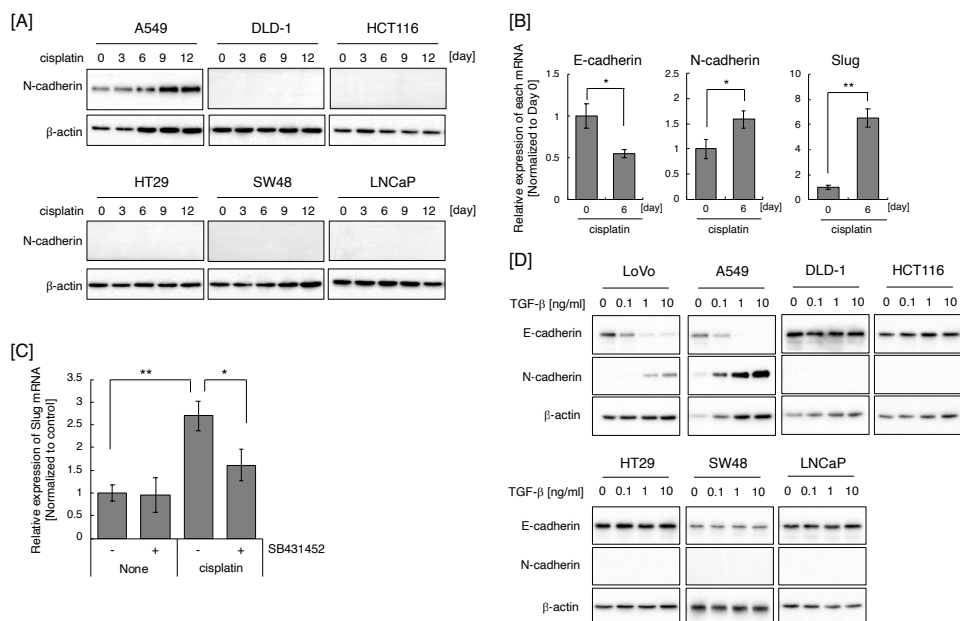 [A]
A549 DLD-1 HCT116
cisplatin 0 3 6 9 12 0 3 6 9 12 0 3 6 9 12 [day]
N-cadherin
β-actin
HT29 SW48 LNCaP
cisplatin 0 3 6 9 12 0 3 6 9 12 0 3 6 9 12 [day]
N-cadherin
β-actin
[B]
Relative expression of each mRNA
[Normalized to Day 0]
E-cadherin
1.5
1
0.5
0
*
0 6 [day]
cisplatin
N-cadherin
2.5
2
1.5
1
0.5
0
*
0 6 [day]
cisplatin
Slug
10
8
6
4
2
0
**
0 6 [day]
cisplatin
[C]
Relative expression of Slug mRNA
[Normalized to control]
3.5
3
2.5
2
1.5
1
0.5
0
** *
- + - + SB431452
None cisplatin
[D]
LoVo A549 DLD-1 HCT116
TGF-β [ng/ml] 0 0.1 1 10 0 0.1 1 10 0 0.1 1 10 0 0.1 1 10
E-cadherin
N-cadherin
β-actin
HT29 SW48 LNCaP
TGF-β [ng/ml] 0 0.1 1 10 0 0.1 1 10 0 0.1 1 10
E-cadherin
N-cadherin
β-actin